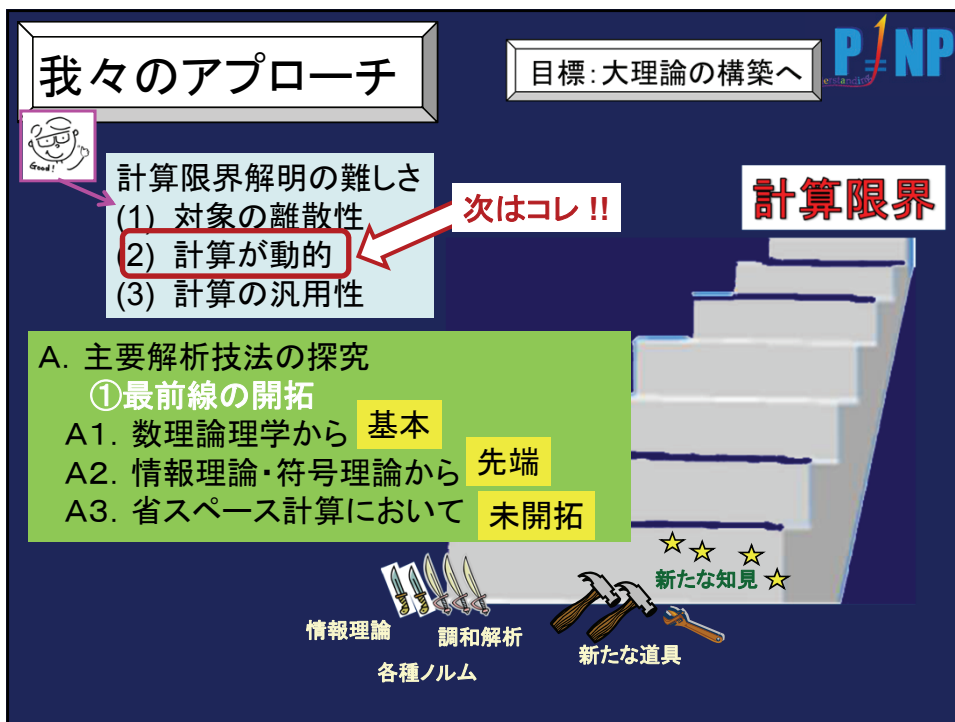 我々のアプローチ
目標：大理論の構築へ
P≠NP
Good!
計算限界解明の難しさ
(1) 対象の離散性
(2) 計算が動的
(3) 計算の汎用性
次はコレ !!
計算限界
A. 主要解析技法の探究
①最前線の開拓
A1. 数理論理学から 基本
A2. 情報理論・符号理論から 先端
A3. 省スペース計算において 未開拓
新たな知見
情報理論
調和解析
各種ノルム
新たな道具